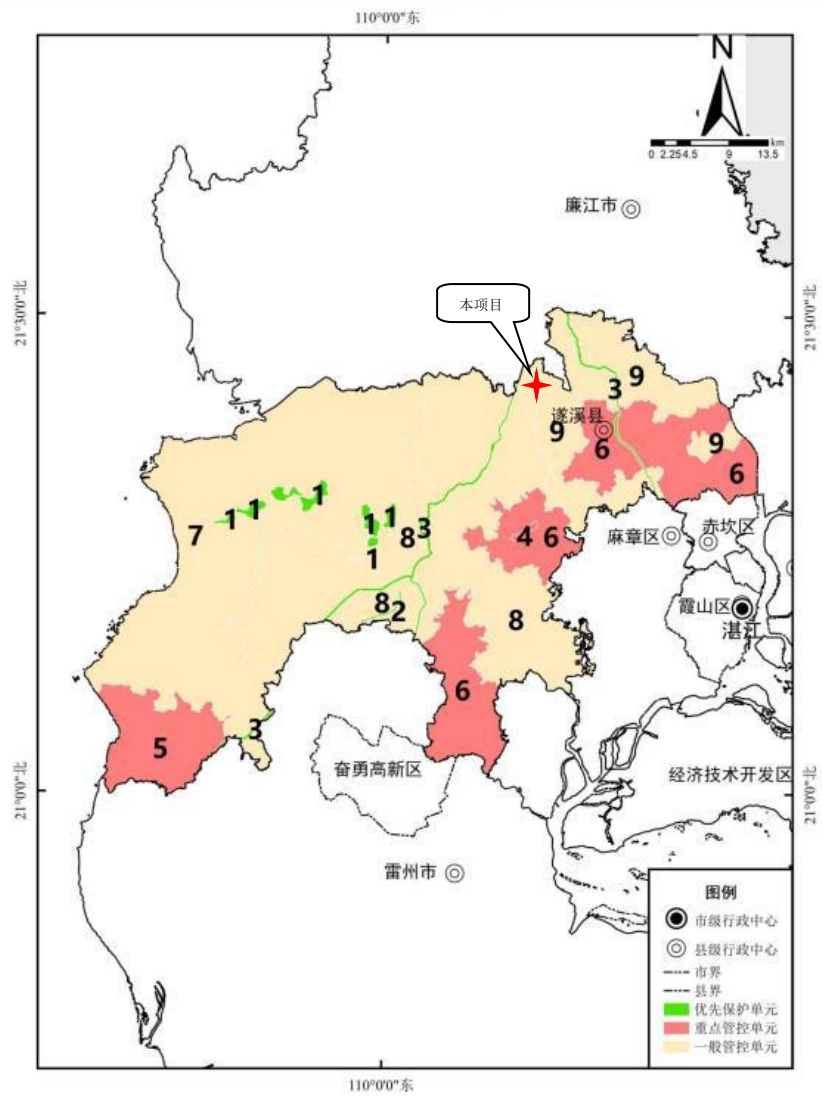 110°0'0"东
N
km
0 2.25 4.5 9 13.5
廉江市
21°30'0"北
21°30'0"北
本项目
9
3
遂溪县
9
6
9
6
1
1
1
1
1
1
7
8
3
4
6
麻章区
赤坎区
8
2
8
霞山区
湛江
6
3
5
奋勇高新区
经济技术开发区
21°0'0"北
21°0'0"北
雷州市
图例
市级行政中心
县级行政中心
市界
县界
优先保护单元
重点管控单元
一般管控单元
110°0'0"东